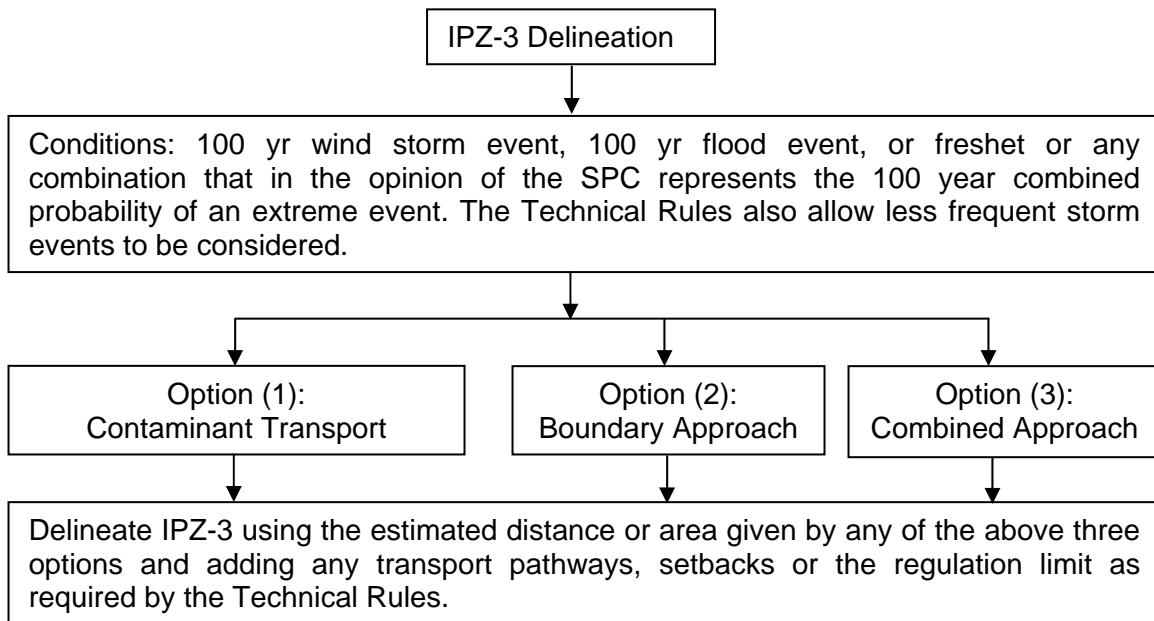 IPZ-3 Delineation
Conditions: 100 yr wind storm event, 100 yr flood event, or freshet or any
combination that in the opinion of the SPC represents the 100 year combined
probability of an extreme event. The Technical Rules also allow less frequent storm
events to be considered.
Option (1):
Contaminant Transport
Option (2):
Boundary Approach
Option (3):
Combined Approach
Delineate IPZ-3 using the estimated distance or area given by any of the above three
options and adding any transport pathways, setbacks or the regulation limit as
required by the Technical Rules.